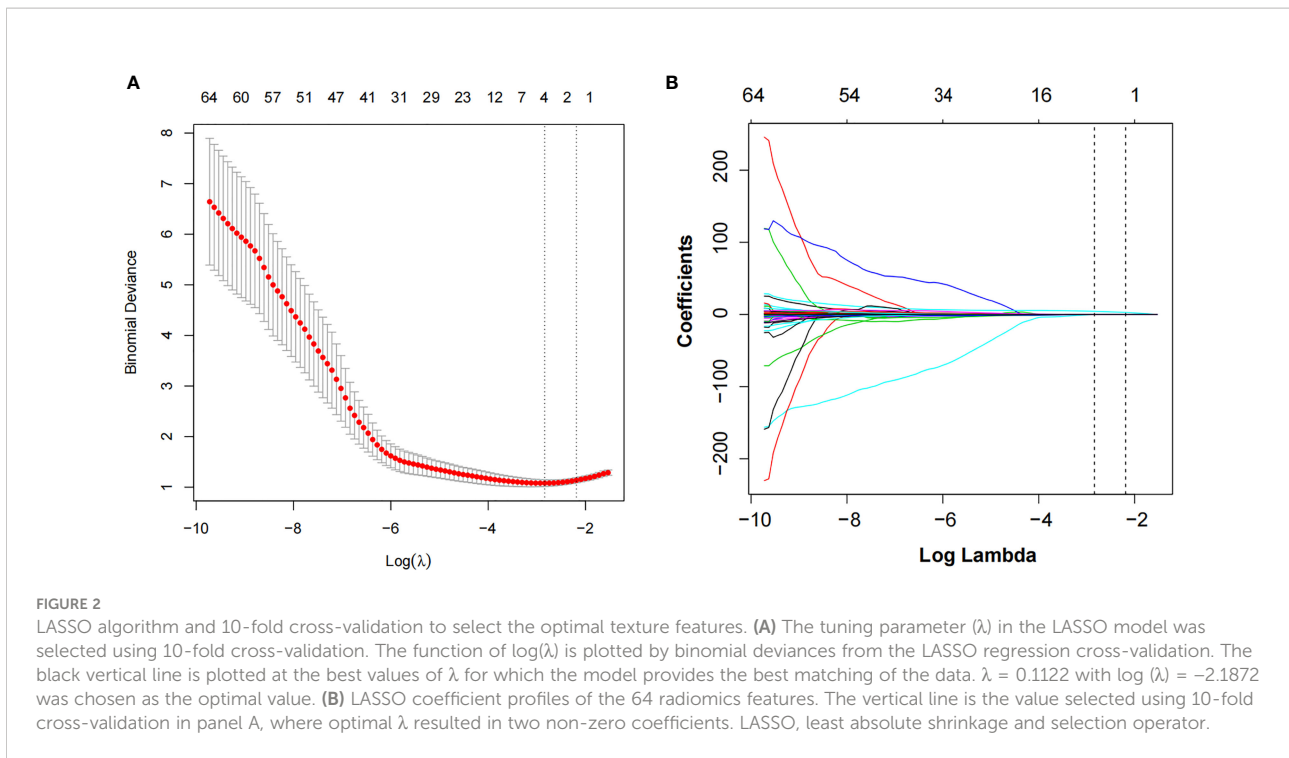 A
64 60 57 51 47 41 31 29 23 12 7 4 2 1
8
7
6
5
4
3
2
1
Binomial Deviance
−10 −8 −6 −4 −2
Log(λ)
B
64 54 34 16 1
200
100
0
−100
−200
Coefficients
−10 −8 −6 −4 −2
Log Lambda
FIGURE 2
LASSO algorithm and 10-fold cross-validation to select the optimal texture features. (A) The tuning parameter (λ) in the LASSO model was
selected using 10-fold cross-validation. The function of log(λ) is plotted by binomial deviances from the LASSO regression cross-validation. The
black vertical line is plotted at the best values of λ for which the model provides the best matching of the data. λ = 0.1122 with log (λ) = −2.1872
was chosen as the optimal value. (B) LASSO coefficient profiles of the 64 radiomics features. The vertical line is the value selected using 10-fold
cross-validation in panel A, where optimal λ resulted in two non-zero coefficients. LASSO, least absolute shrinkage and selection operator.